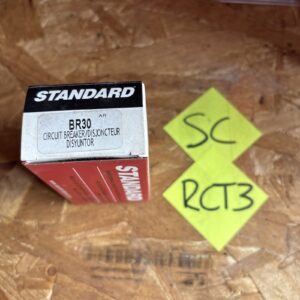 STANDARD
BR30
CIRCUIT BREAKER/DISJONCTEUR
DISYUNTOR
STANDARD
SC
RCT3